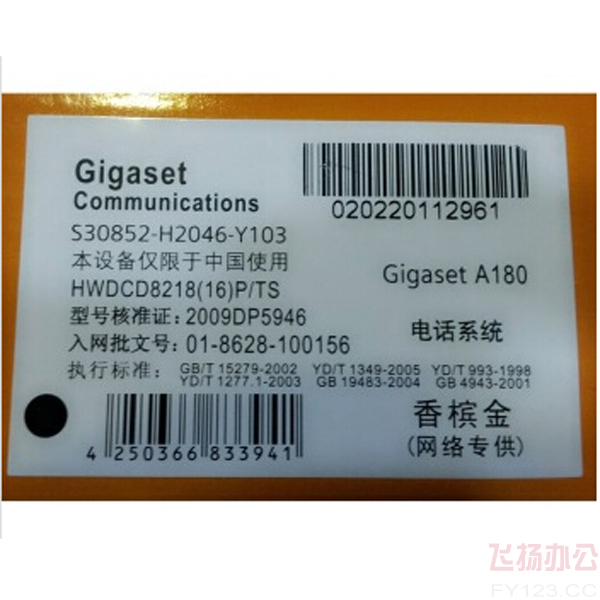 Gigaset
Communications
S30852-H2046-Y103
本设备仅限于中国使用
HWDCD8218(16)P/TS
型号核准证：2009DP5946
入网批文号：01-8628-100156
执行标准：GB/T 15279-2002 YD/T 1349-2005 YD/T 993-1998
YD/T 1277.1-2003 GB 19483-2004 GB 4943-2001
4 250366 833941
020220112961
Gigaset A180
电话系统
香槟金
(网络专供)
飞扬办公
FY123.CC